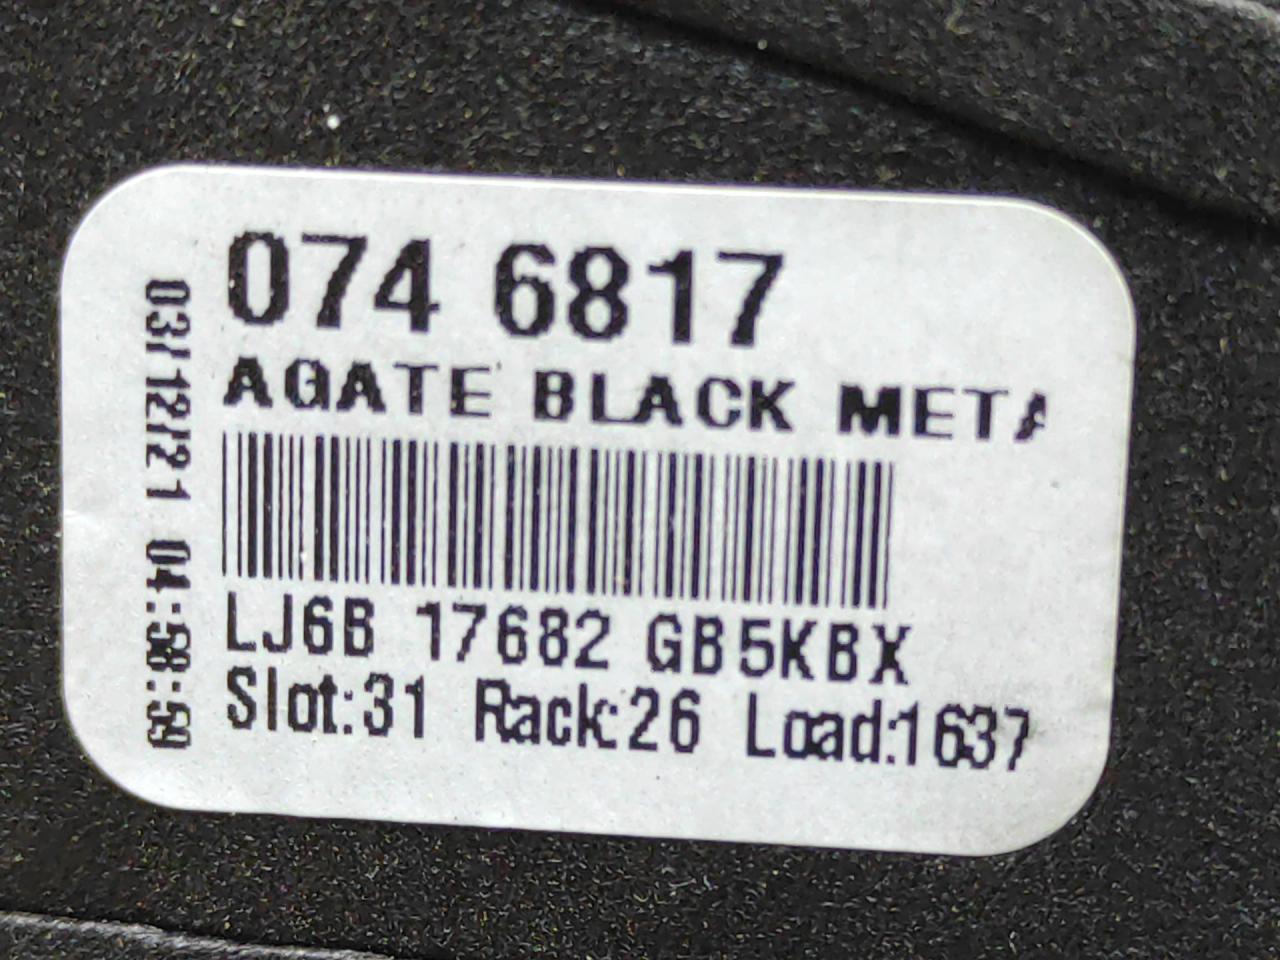 074 6817
AGATE BLACK META
LJ6B 17682 GB5KBX
Slot:31 Rack:26 Load:1637
03/12/21 04:58:59